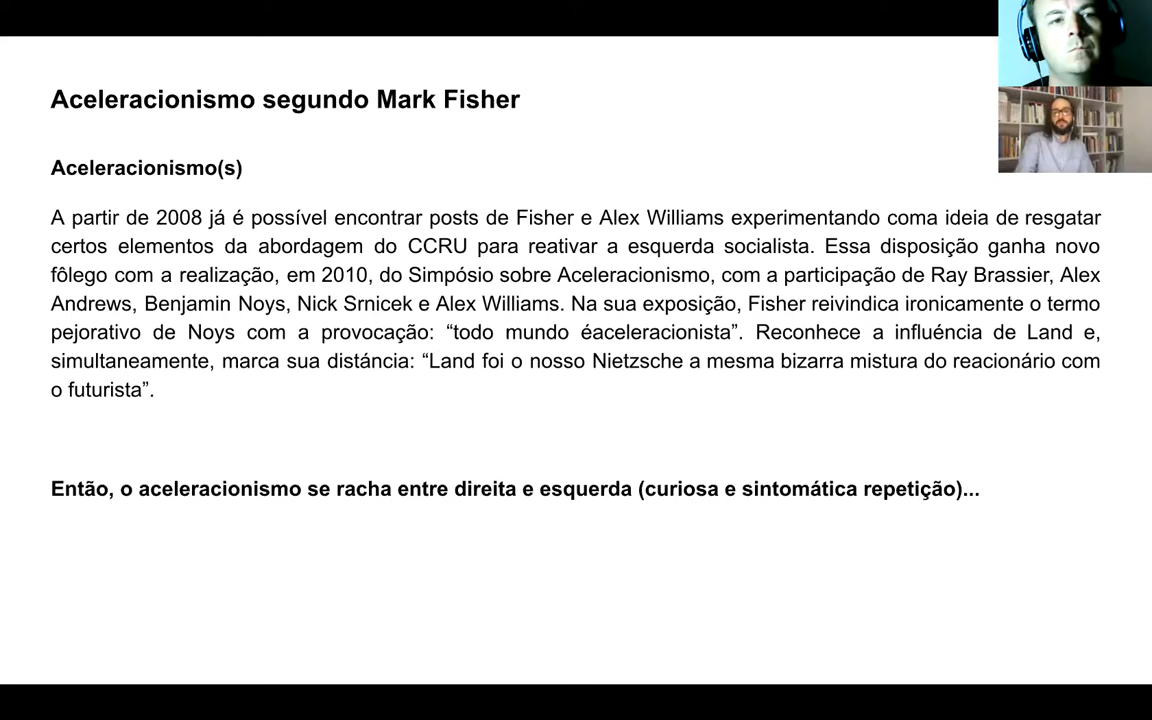 Aceleracionismo segundo Mark Fisher
Aceleracionismo(s)
A partir de 2008 já é possível encontrar posts de Fisher e Alex Williams experimentando coma ideia de resgatar
certos elementos da abordagem do CCRU para reativar a esquerda socialista. Essa disposição ganha novo
fôlego com a realização, em 2010, do Simpósio sobre Aceleracionismo, com a participação de Ray Brassier, Alex
Andrews, Benjamin Noys, Nick Srnicek e Alex Williams. Na sua exposição, Fisher reivindica ironicamente o termo
pejorativo de Noys com a provocação: “todo mundo éaceleracionista”. Reconhece a influéncia de Land e,
simultaneamente, marca sua distáncia: “Land foi o nosso Nietzsche a mesma bizarra mistura do reacionário com
o futurista”.
Então, o aceleracionismo se racha entre direita e esquerda (curiosa e sintomática repetição)...